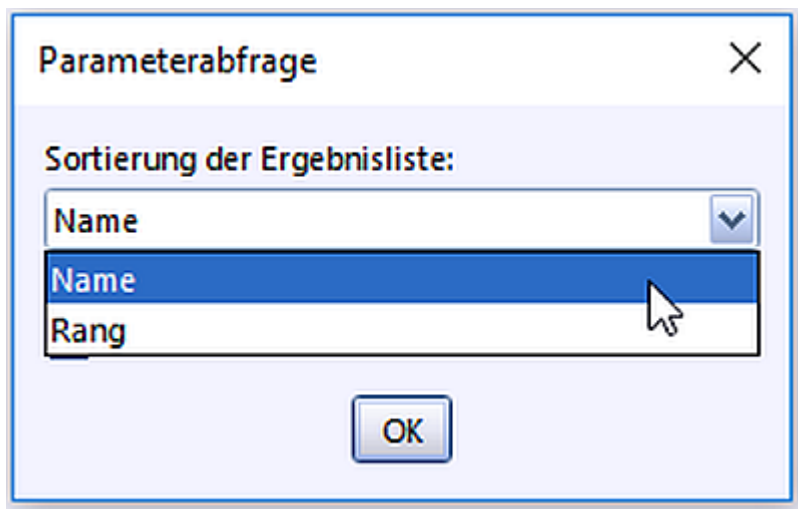 Parameterabfrage
Sortierung der Ergebnisliste:
Name
Name
Rang
OK